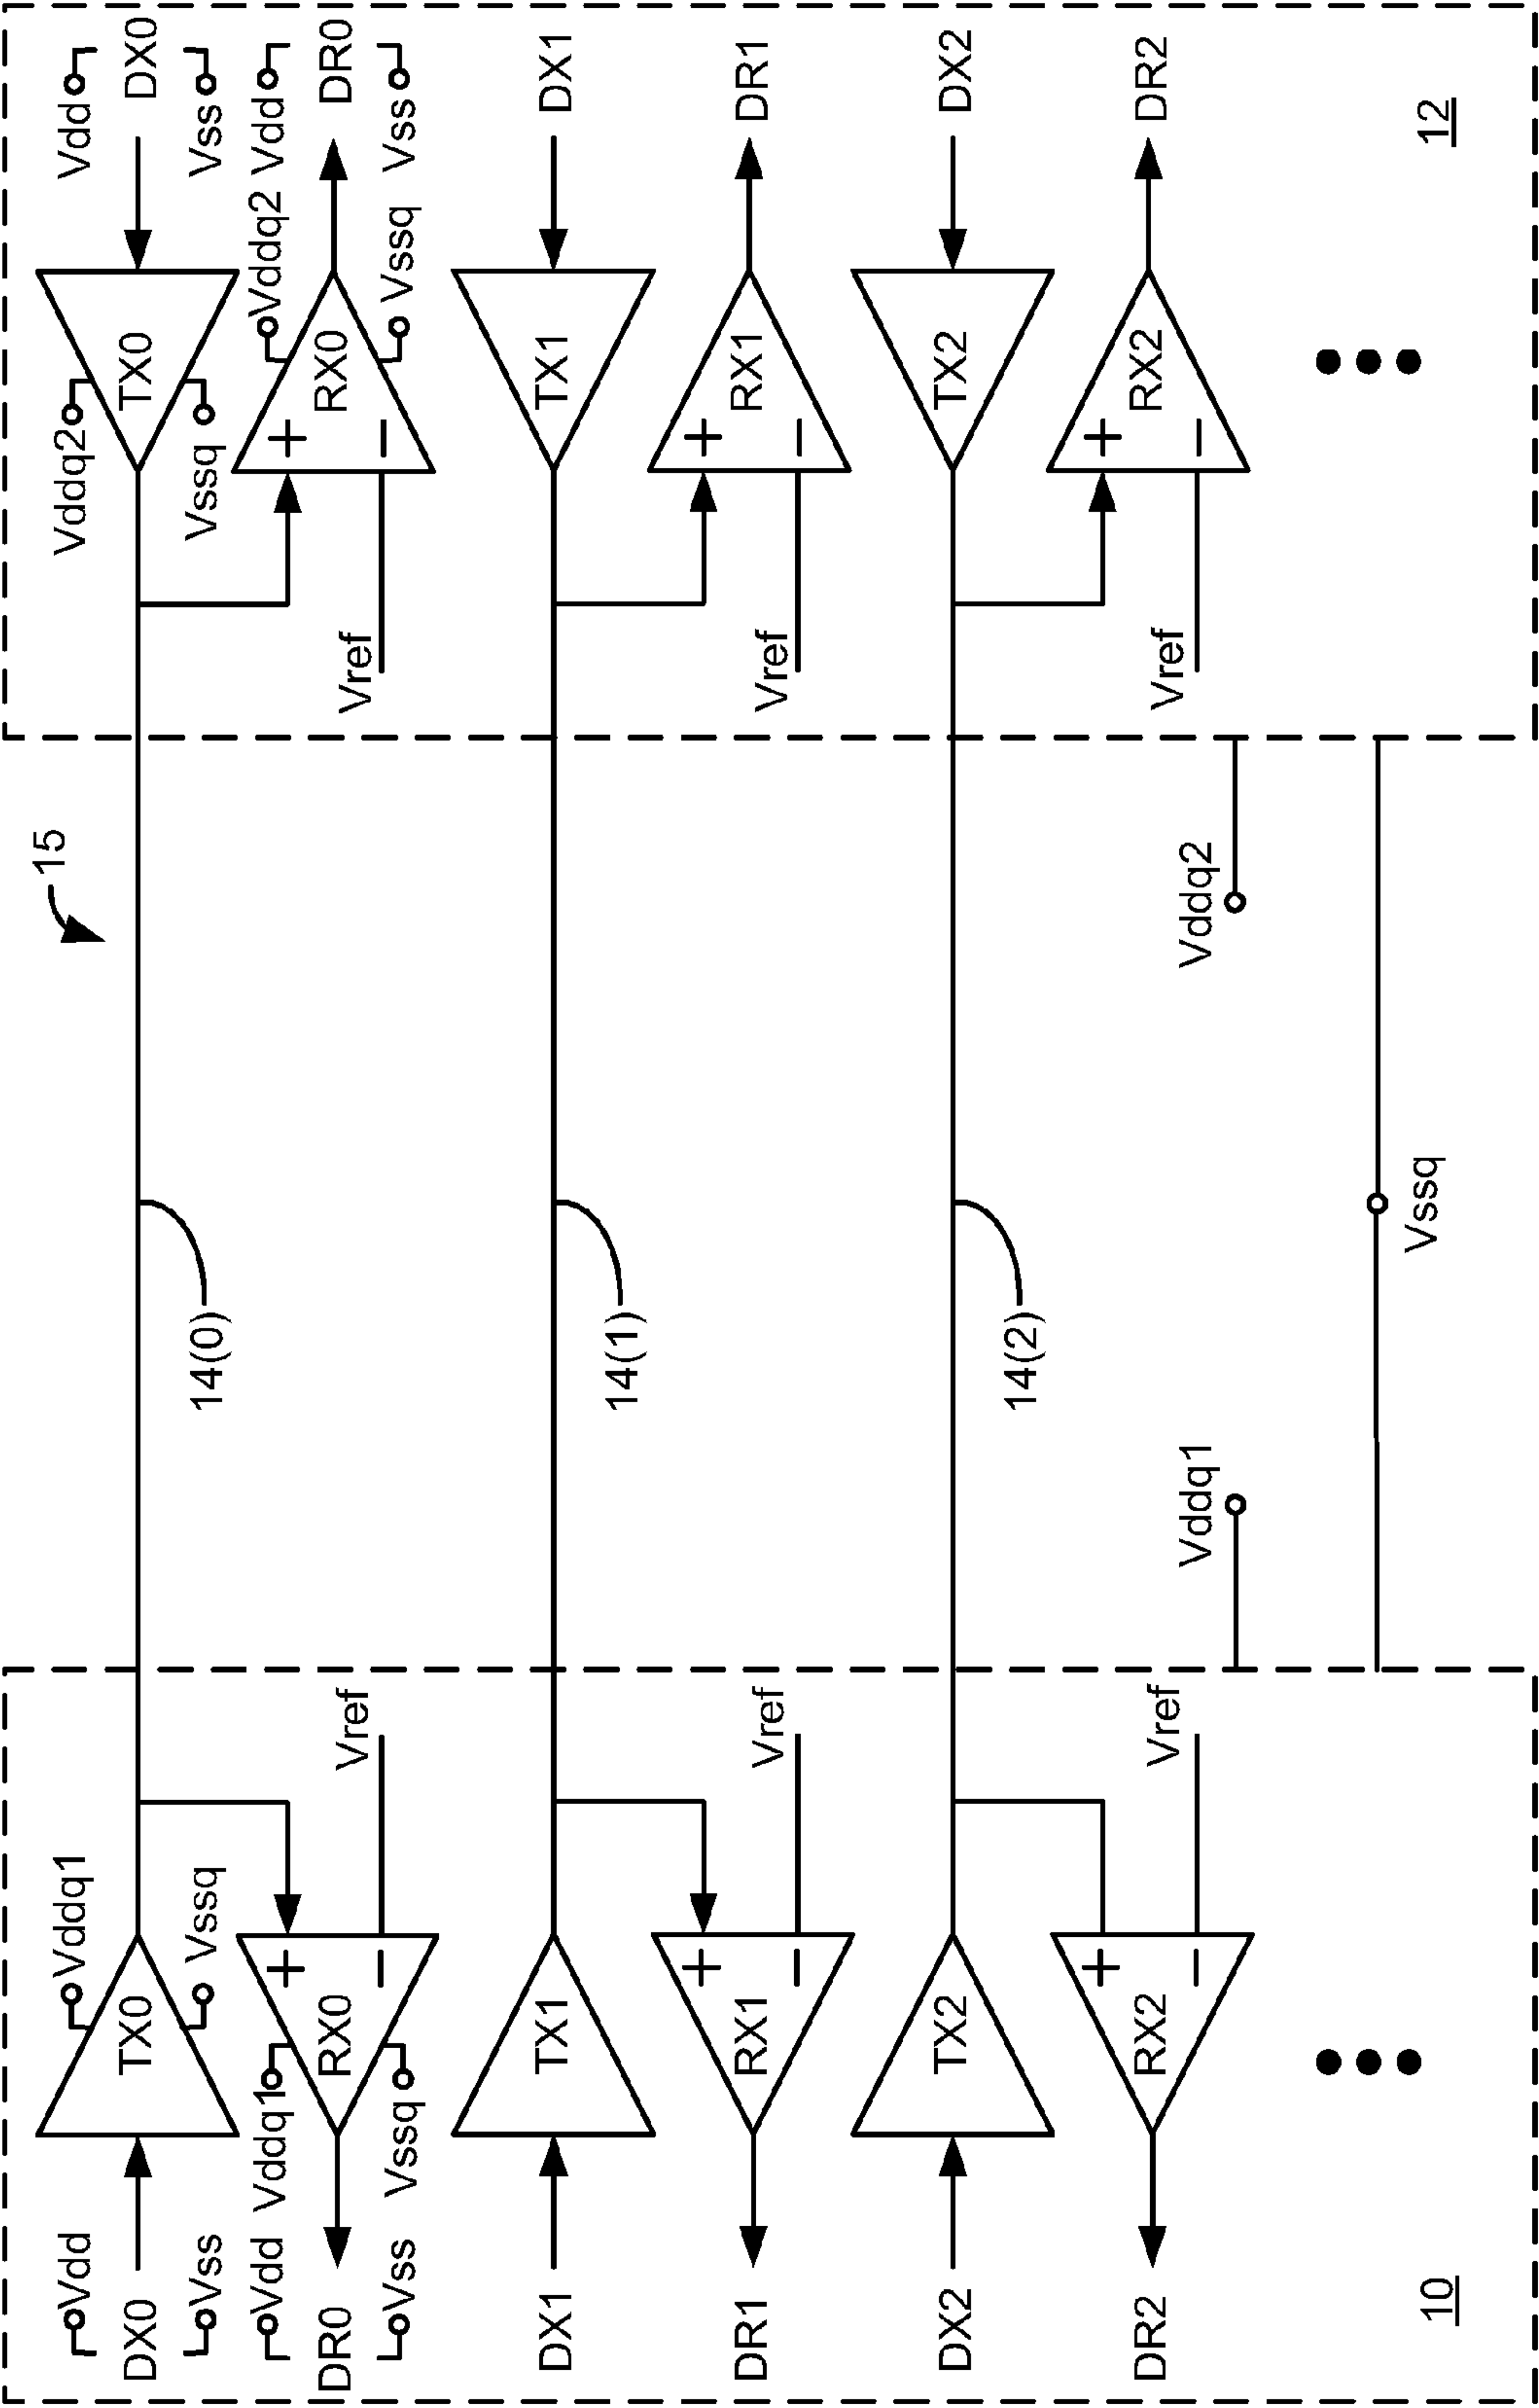 15
Vdd Vddq1 Vddq2 Vdd
DX0 TX0 TX0 DX0
Vss Vssq 14(0) Vssq Vss
Vdd Vddq1 + + Vddq2 Vdd
DR0 RX0 Vref Vref RX0 DR0
Vss Vssq − − Vssq Vss
DX1 TX1 TX1 DX1
14(1)
+ +
DR1 RX1 Vref Vref RX1 DR1
− −
DX2 TX2 TX2 DX2
14(2)
+ +
DR2 RX2 Vref Vref RX2 DR2
− −
Vddq1 Vddq2
Vssq
10 12